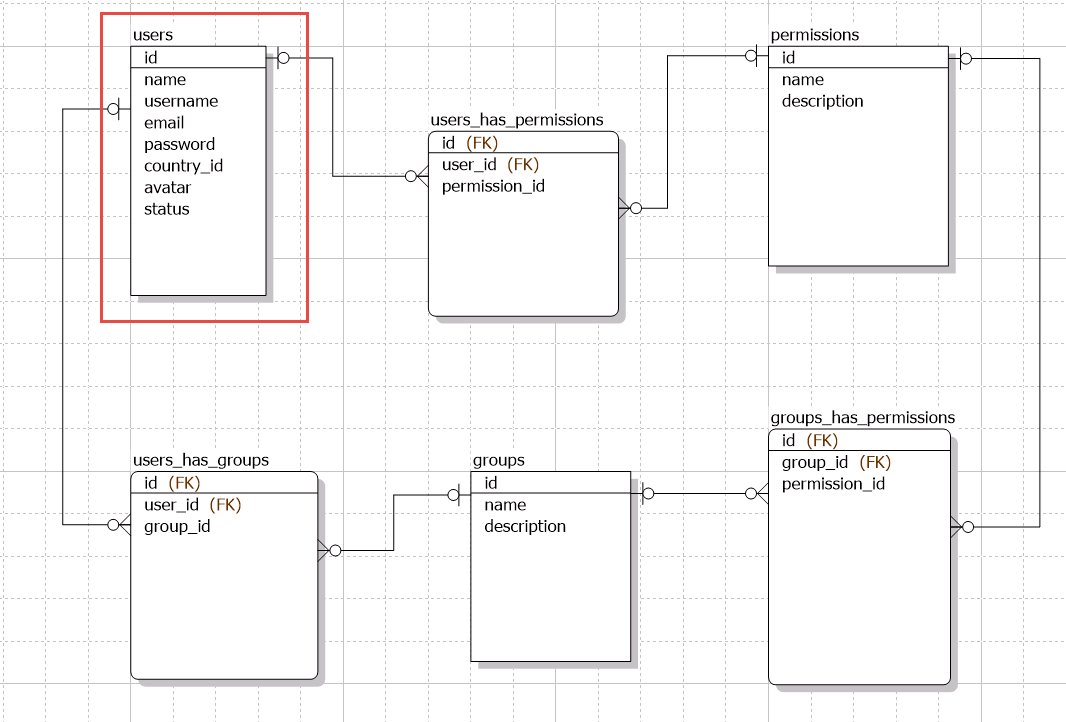 users
id
name
username
email
password
country_id
avatar
status
users_has_permissions
id (FK)
user_id (FK)
permission_id
permissions
id
name
description
users_has_groups
id (FK)
user_id (FK)
group_id
groups
id
name
description
groups_has_permissions
id (FK)
group_id (FK)
permission_id